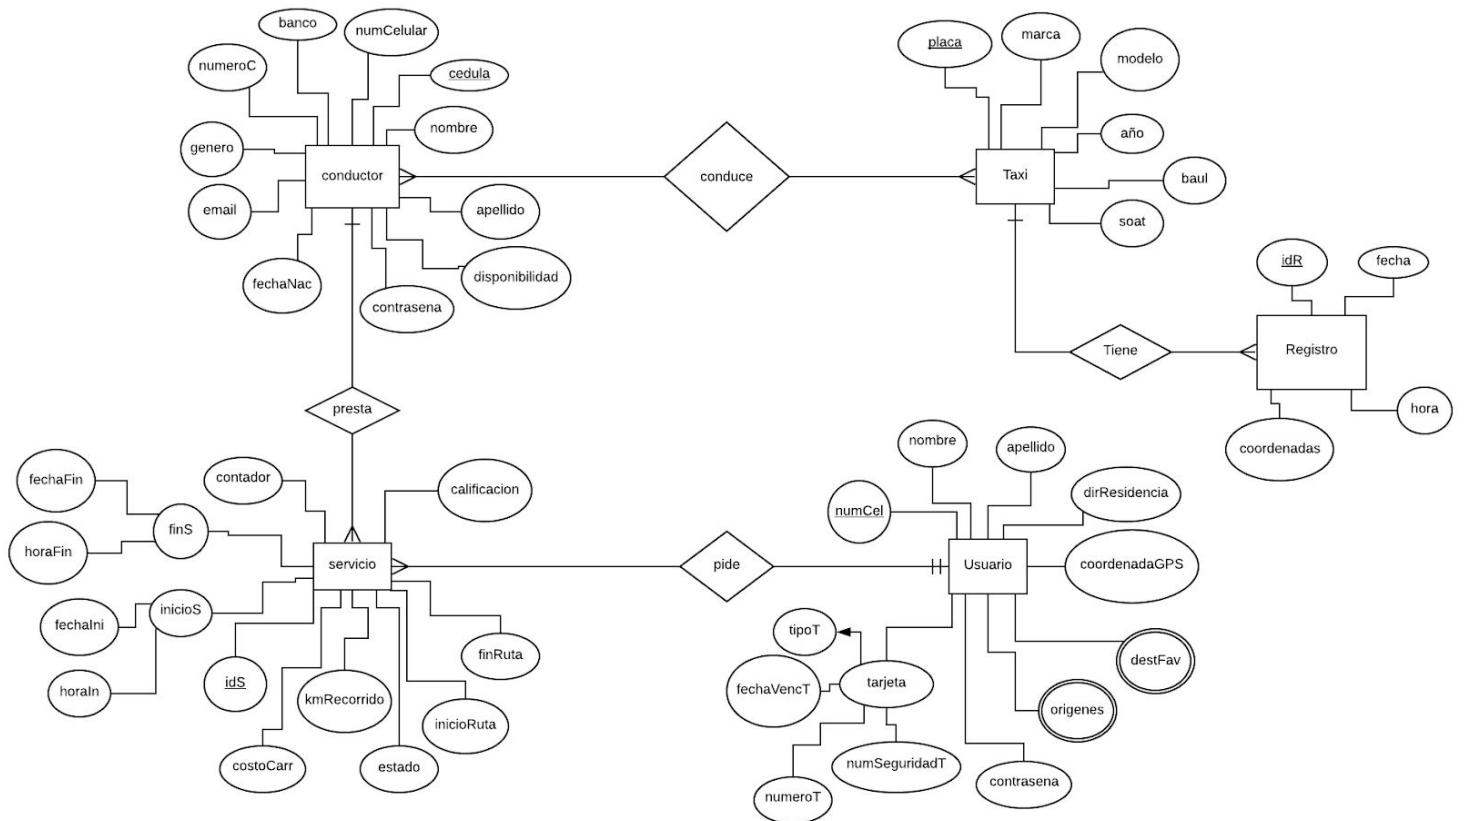 banco
numCelular
numeroC
cedula
nombre
genero
conductor
email
apellido
fechaNac
contrasena
disponibilidad
conduce
placa
marca
modelo
año
Taxi
baul
soat
idR
fecha
Tiene
Registro
hora
coordenadas
presta
fechaFin
contador
calificacion
finS
horaFin
servicio
inicioS
fechaIni
horaIn
idS
kmRecorrido
finRuta
inicioRuta
costoCarr
estado
pide
nombre
apellido
numCel
dirResidencia
Usuario
coordenadaGPS
tipoT
destFav
fechaVencT
tarjeta
origenes
numSeguridadT
contrasena
numeroT